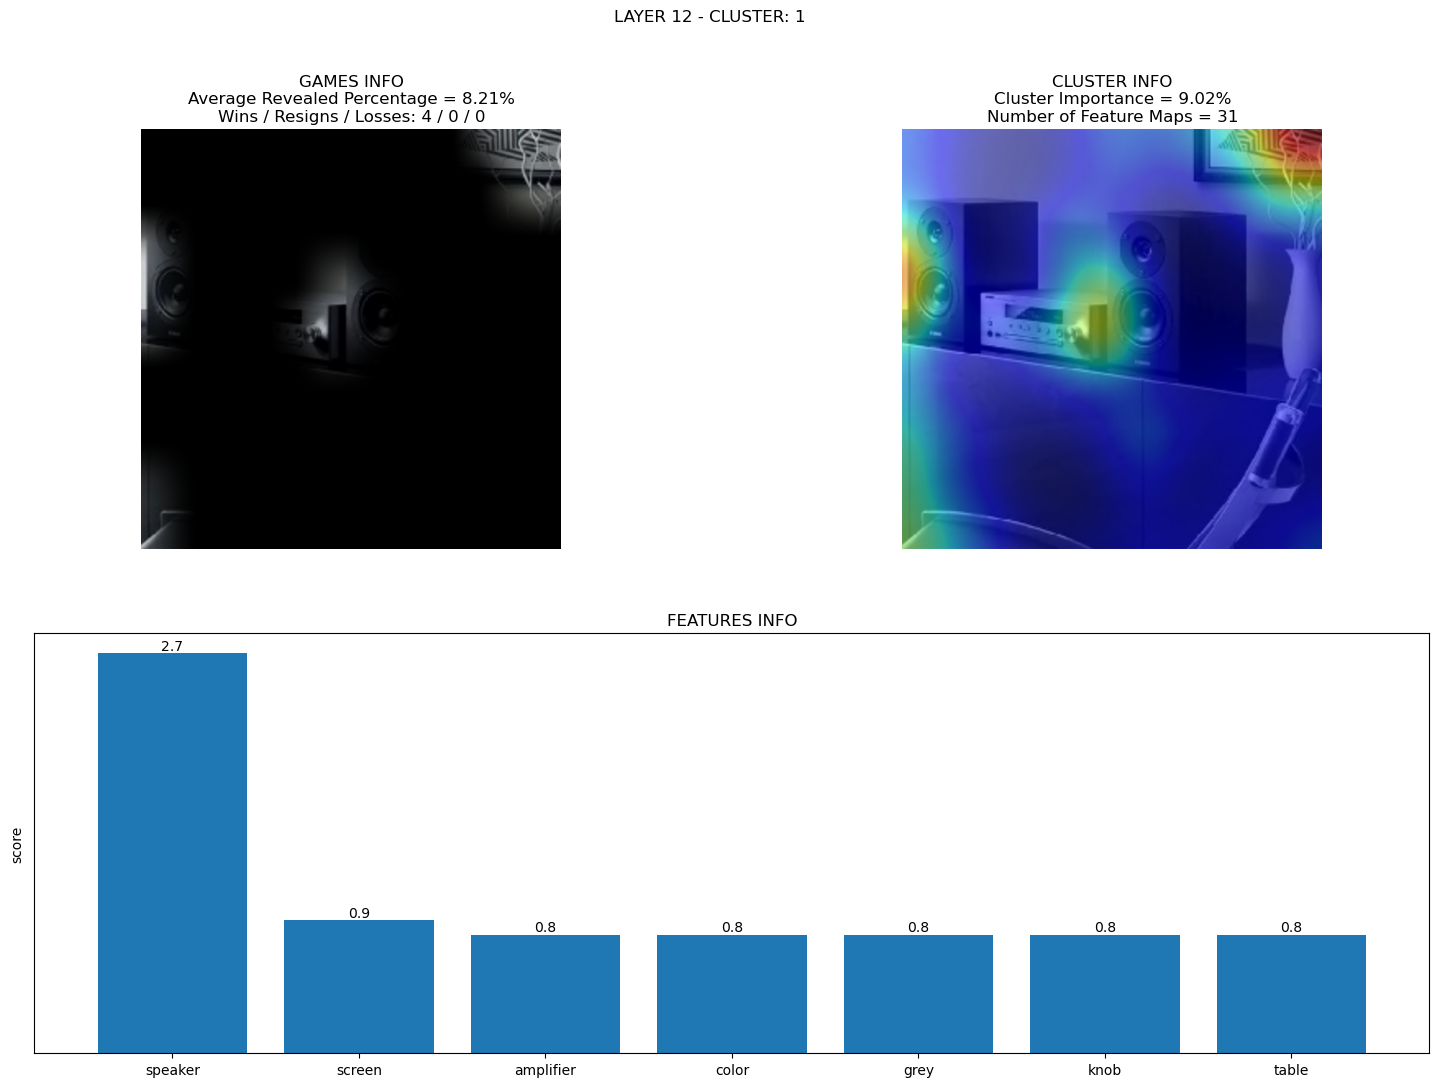 LAYER 12 - CLUSTER: 1
GAMES INFO
Average Revealed Percentage = 8.21%
Wins / Resigns / Losses: 4 / 0 / 0
CLUSTER INFO
Cluster Importance = 9.02%
Number of Feature Maps = 31
FEATURES INFO
score
2.7
0.9
0.8
0.8
0.8
0.8
0.8
speaker
screen
amplifier
color
grey
knob
table